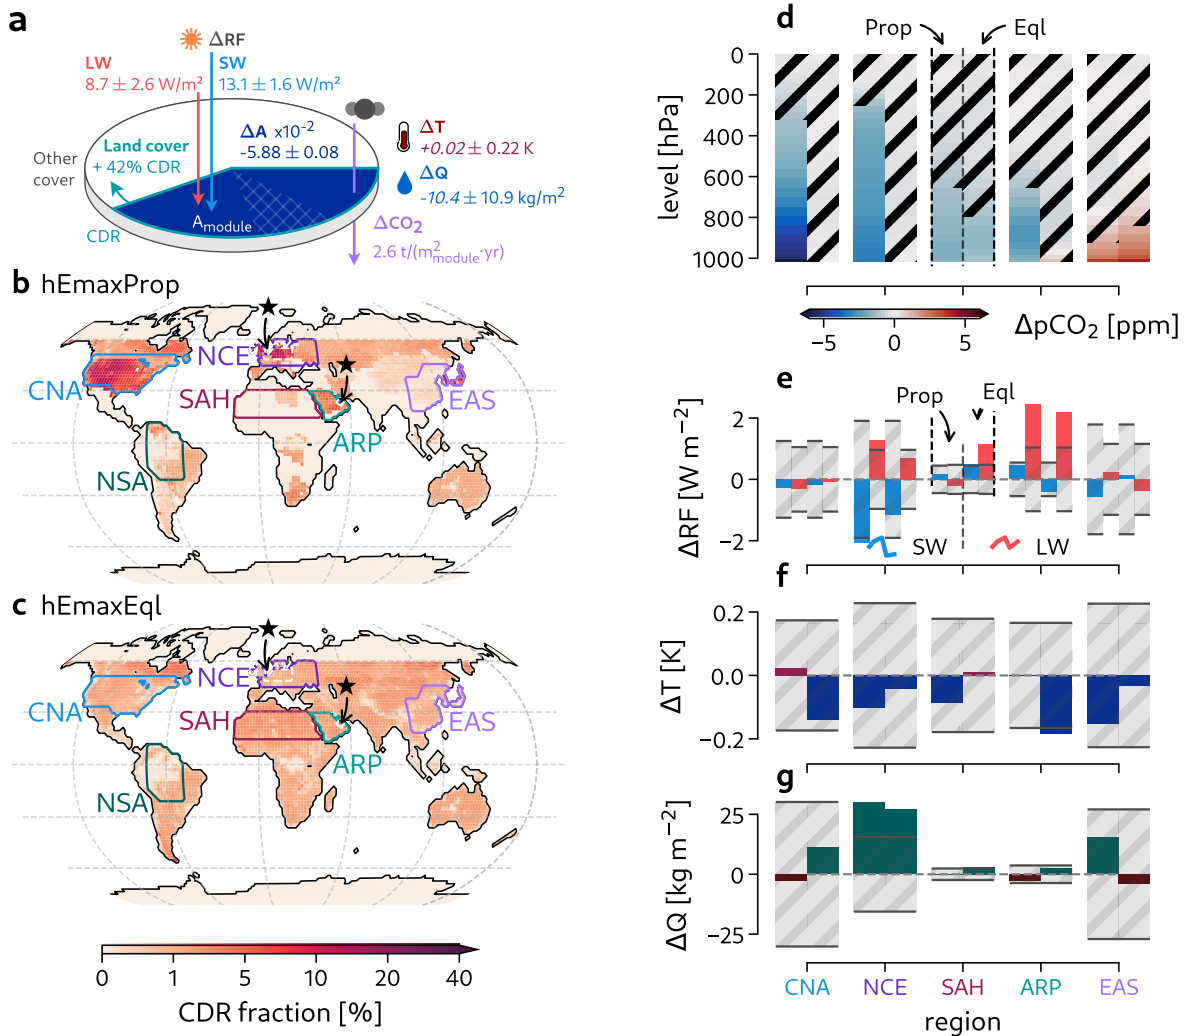 a
ΔRF
LW
8.7 ± 2.6 W/m²
SW
13.1 ± 1.6 W/m²
ΔA x10⁻²
-5.88 ± 0.08
Land cover
+ 42% CDR
Other
cover
A_module
CDR
ΔT
+0.02 ± 0.22 K
ΔQ
-10.4 ± 10.9 kg/m²
ΔCO₂
2.6 t/(m²_module·yr)
b hEmaxProp
NCE
CNA
SAH
EAS
ARP
NSA
c hEmaxEql
NCE
CNA
SAH
EAS
ARP
NSA
0 1 5 10 20 40
CDR fraction [%]
d
Prop Eql
level [hPa]
0
200
400
600
800
1000
−5 0 5
ΔpCO₂ [ppm]
e
Prop Eql
ΔRF [W m⁻²]
2
0
−2
SW LW
f
ΔT [K]
0.2
0.0
−0.2
g
ΔQ [kg m⁻²]
25
0
−25
CNA NCE SAH ARP EAS
region